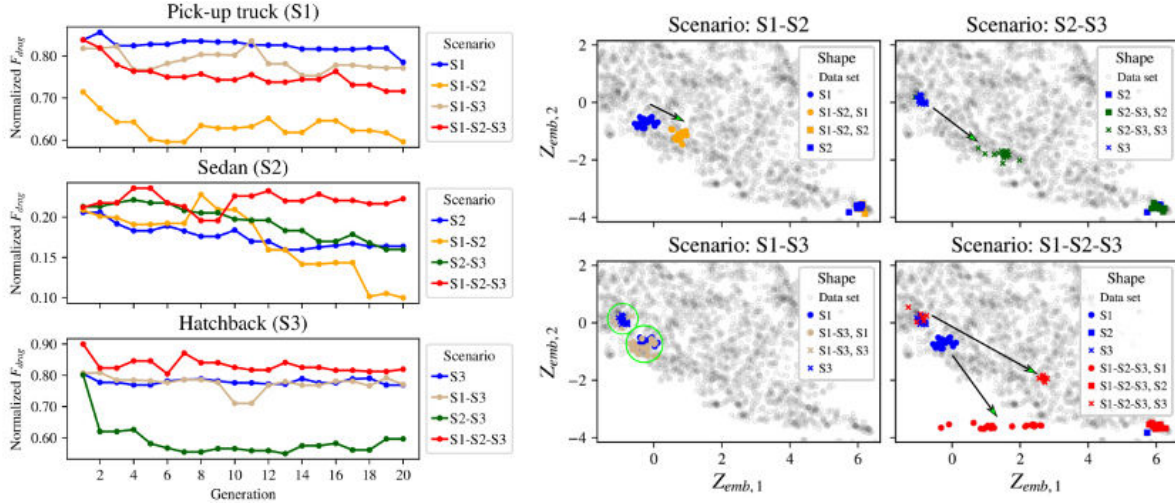 Pick-up truck (S1)
Normalized F_drag
0.80
0.70
0.60
Scenario
S1
S1-S2
S1-S3
S1-S2-S3
Sedan (S2)
Normalized F_drag
0.20
0.15
0.10
Scenario
S2
S1-S2
S2-S3
S1-S2-S3
Hatchback (S3)
Normalized F_drag
0.90
0.80
0.70
0.60
2 4 6 8 10 12 14 16 18 20
Generation
Scenario
S3
S1-S3
S2-S3
S1-S2-S3
Scenario: S1-S2
Z_emb, 2
2
0
−2
−4
Shape
Data set
S1
S1-S2, S1
S1-S2, S2
S2
Scenario: S2-S3
Shape
Data set
S2
S2-S3, S2
S2-S3, S3
S3
Scenario: S1-S3
Z_emb, 2
2
0
−2
−4
0 2 4 6
Z_emb, 1
Shape
Data set
S1
S1-S3, S1
S1-S3, S3
S3
Scenario: S1-S2-S3
0 2 4 6
Z_emb, 1
Shape
Data set
S1
S2
S3
S1-S2-S3, S1
S1-S2-S3, S2
S1-S2-S3, S3